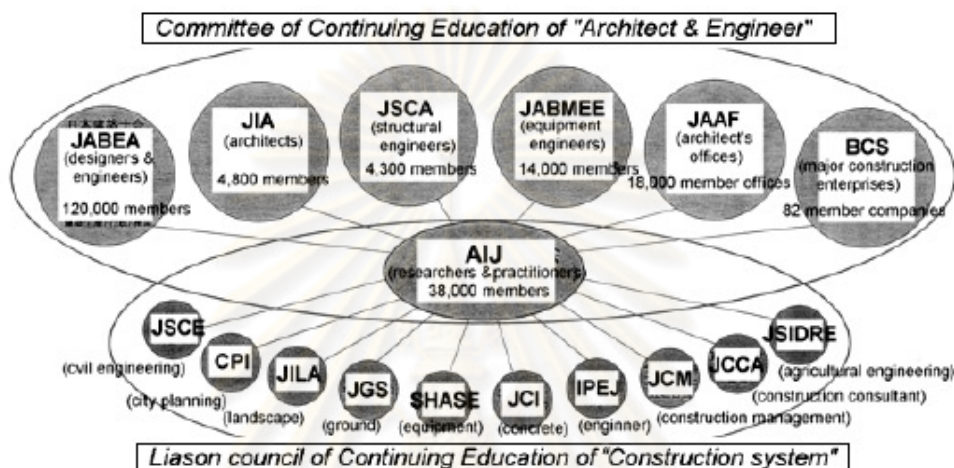 Committee of Continuing Education of "Architect & Engineer"
JABEA
(designers &
engineers)
120,000 members
JIA
(architects)
4,800 members
JSCA
(structural
engineers)
4,300 members
JABMEE
(equipment
engineers)
14,000 members
JAAF
(architect's
offices)
18,000 member offices
BCS
(major construction
enterprises)
82 member companies
AIJ
(researchers &practitioners)
38,000 members
JSCE
(civil engineering)
CPI
(city planning)
JILA
(landscape)
JGS
(ground)
SHASE
(equipment)
JCI
(concrete)
IPEJ
(enginner)
JCM
(construction management)
JCCA
(construction consultant)
JSIDRE
(agricultural engineering)
Liason council of Continuing Education of "Construction system"